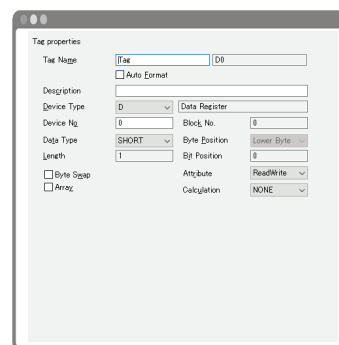 Tag properties
Tag Name Tag D0
Auto Format
Description
Device Type D Data Register
Device No 0 Block No. 0
Data Type SHORT Byte Position Lower Byte
Length 1 Bit Position 0
Byte Swap Attribute ReadWrite
Array Calculation NONE